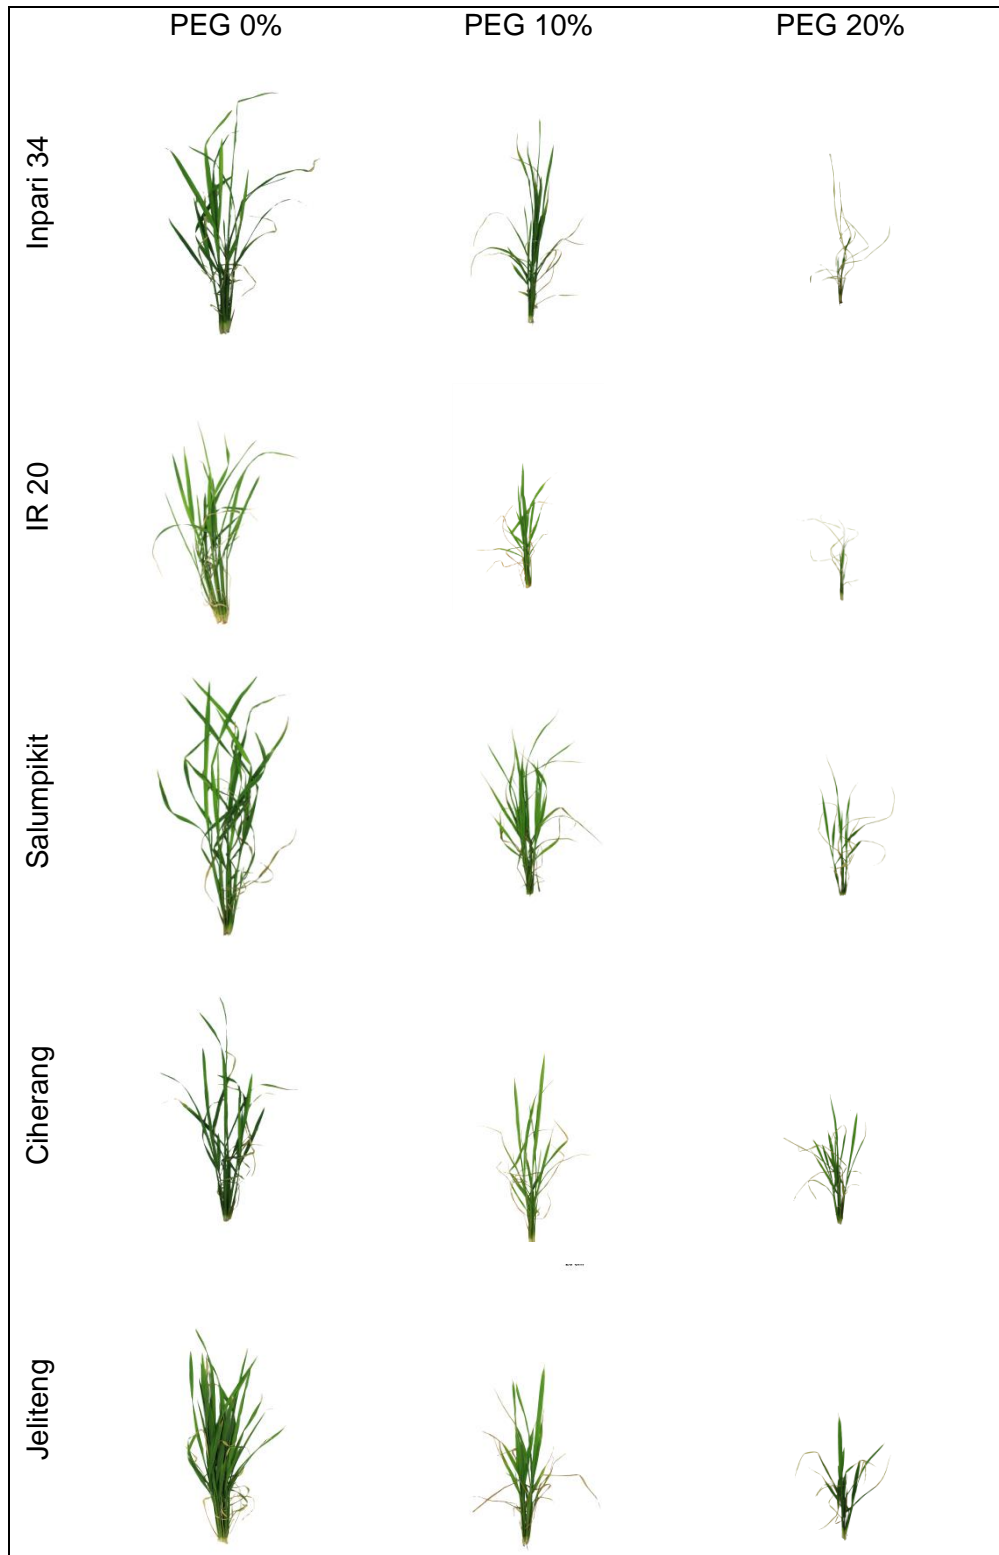 PEG 0% PEG 10% PEG 20%
Inpari 34
IR 20
Salumpikit
Ciherang
Jeliteng